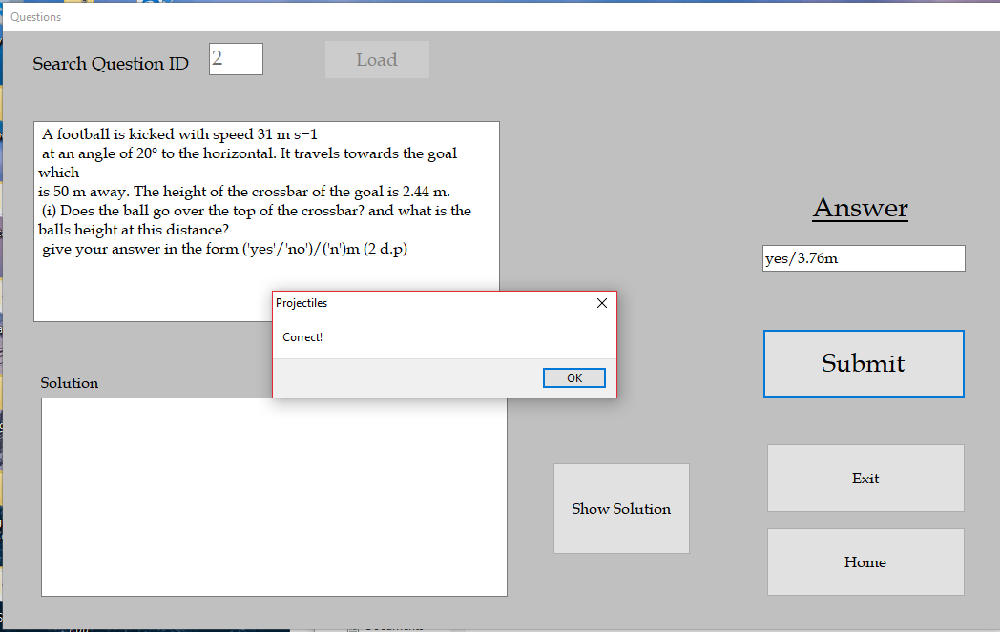 Questions
Search Question ID
2
Load
A football is kicked with speed 31 m s−1
at an angle of 20° to the horizontal. It travels towards the goal
which
is 50 m away. The height of the crossbar of the goal is 2.44 m.
(i) Does the ball go over the top of the crossbar? and what is the
balls height at this distance?
give your answer in the form ('yes'/'no')/('n')m (2 d.p)
Answer
yes/3.76m
Projectiles
Correct!
OK
Submit
Solution
Show Solution
Exit
Home